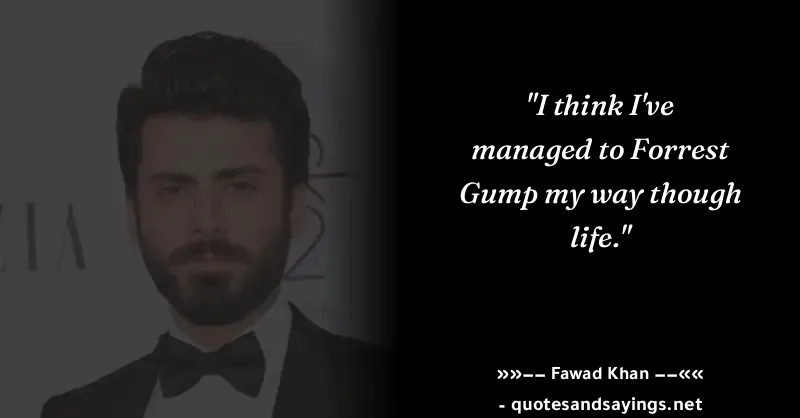 "I think I've
managed to Forrest
Gump my way though
life."
»»–– Fawad Khan ––««
- quotesandsayings.net